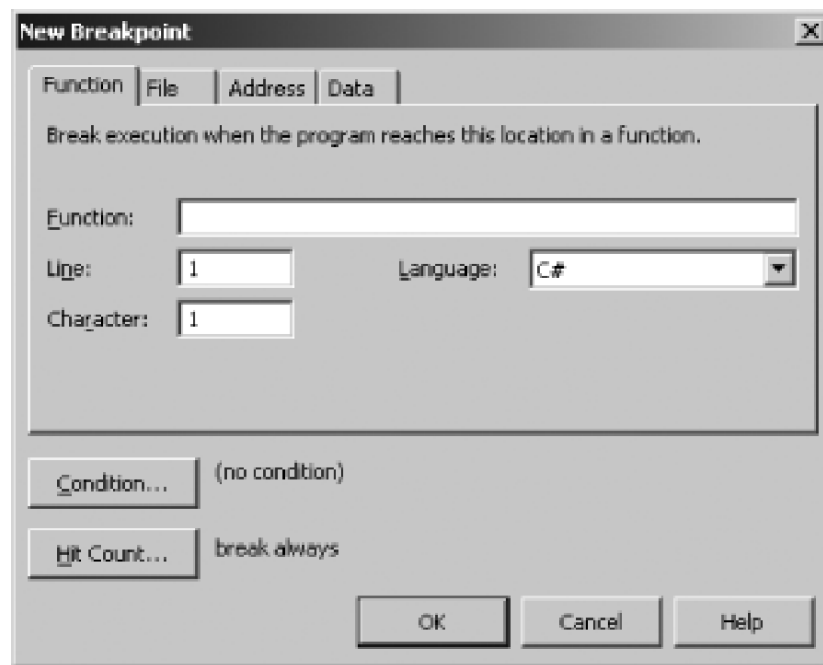 New Breakpoint
Function File Address Data
Break execution when the program reaches this location in a function.
Function:
Line: 1 Language: C#
Character: 1
Condition... (no condition)
Hit Count... break always
OK Cancel Help